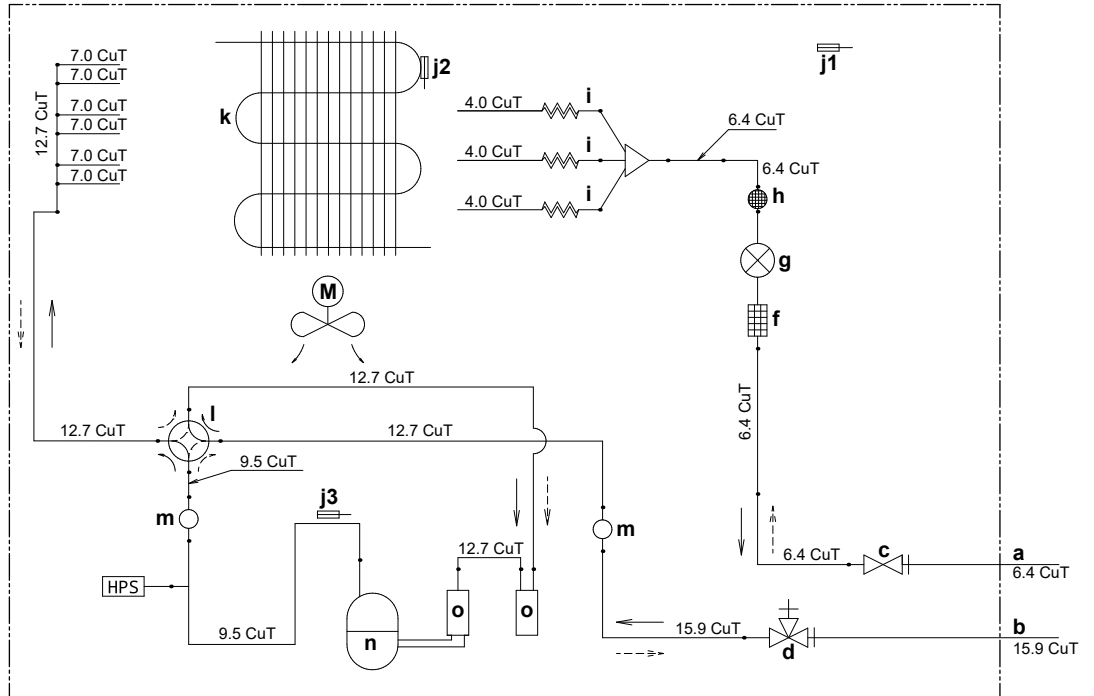 7.0 CuT
7.0 CuT
7.0 CuT
7.0 CuT
7.0 CuT
7.0 CuT
12.7 CuT
k
j2
j1
4.0 CuT
i
4.0 CuT
i
4.0 CuT
i
6.4 CuT
6.4 CuT
h
g
f
M
12.7 CuT
l
12.7 CuT
12.7 CuT
6.4 CuT
9.5 CuT
m
j3
m
HPS
12.7 CuT
9.5 CuT
n
o
o
6.4 CuT
c
a
6.4 CuT
15.9 CuT
d
b
15.9 CuT